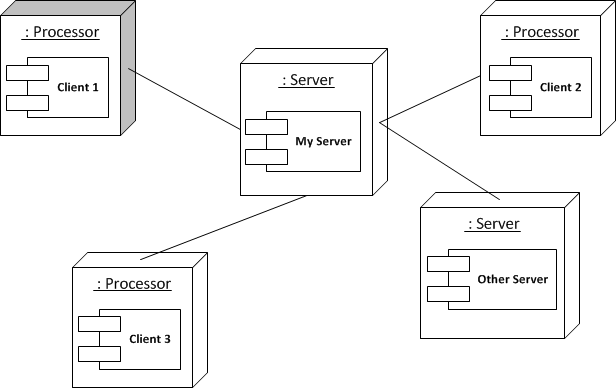 : Processor
Client 1
: Server
My Server
: Processor
Client 2
: Server
Other Server
: Processor
Client 3